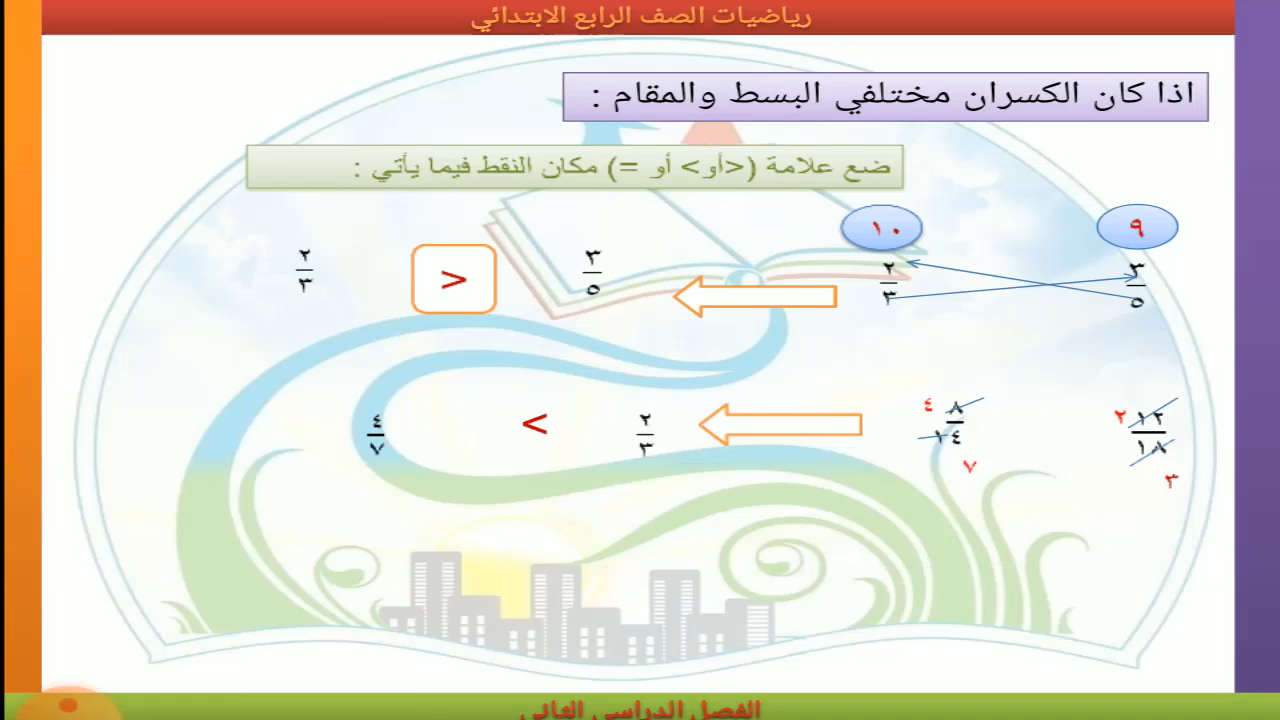 رياضيات الصف الرابع الابتدائي
اذا كان الكسران مختلفي البسط والمقام :
ضع علامة (>أو< أو =) مكان النقط فيما يأتي :
٩ ١٠
٣/٥ ٢/٣ ٣/٥ > ٢/٣
٢ ١٢/١٨ ٣ ٤ ٨/١٤ ٧ ٢/٣ < ٤/٧
الفصل الدراسي الثاني